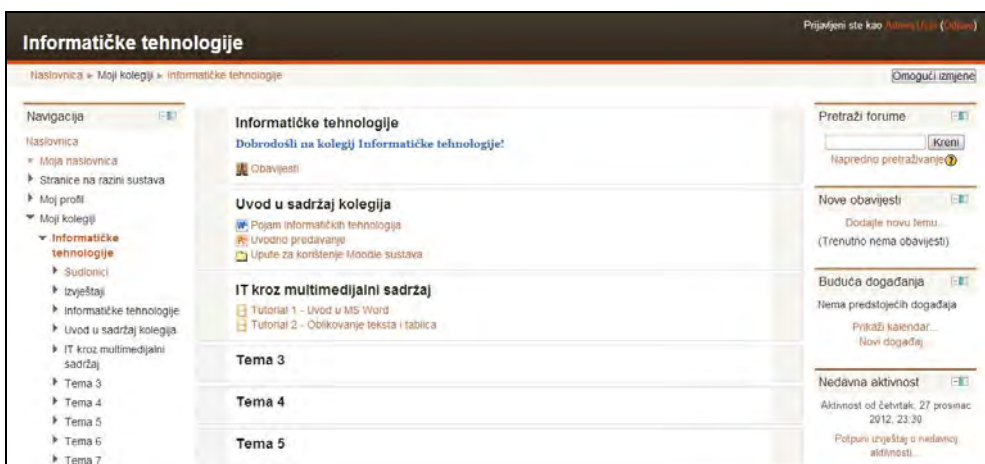 Informatičke tehnologije
Prijavljeni ste kao Admin User (Odjava)
Naslovnica ► Moji kolegiji ► Informatičke tehnologije
Omogući izmjene
Navigacija
Naslovnica
Moja naslovnica
Stranice na razini sustava
Moj profil
Moji kolegiji
Informatičke
tehnologije
Sudionici
Izvještaji
Informatičke tehnologije
Uvod u sadržaj kolegija
IT kroz multimedijalni
sadržaj
Tema 3
Tema 4
Tema 5
Tema 6
Tema 7
Informatičke tehnologije
Dobrodošli na kolegij Informatičke tehnologije!
Obavijesti
Uvod u sadržaj kolegija
Pojam informatičkih tehnologija
Uvodno predavanje
Upute za korištenje Moodle sustava
IT kroz multimedijalni sadržaj
Tutorial 1 - Uvod u MS Word
Tutorial 2 - Oblikovanje teksta i tablica
Tema 3
Tema 4
Tema 5
Pretraži forume
Kreni
Napredno pretraživanje
Nove obavijesti
Dodajte novu temu...
(Trenutno nema obavijesti)
Buduća događanja
Nema predstojećih događaja
Prikaži kalendar...
Novi događaj...
Nedavna aktivnost
Aktivnost od četvrtak, 27 prosinac
2012, 23:30
Potpuni izvještaj o nedavnoj
aktivnosti...